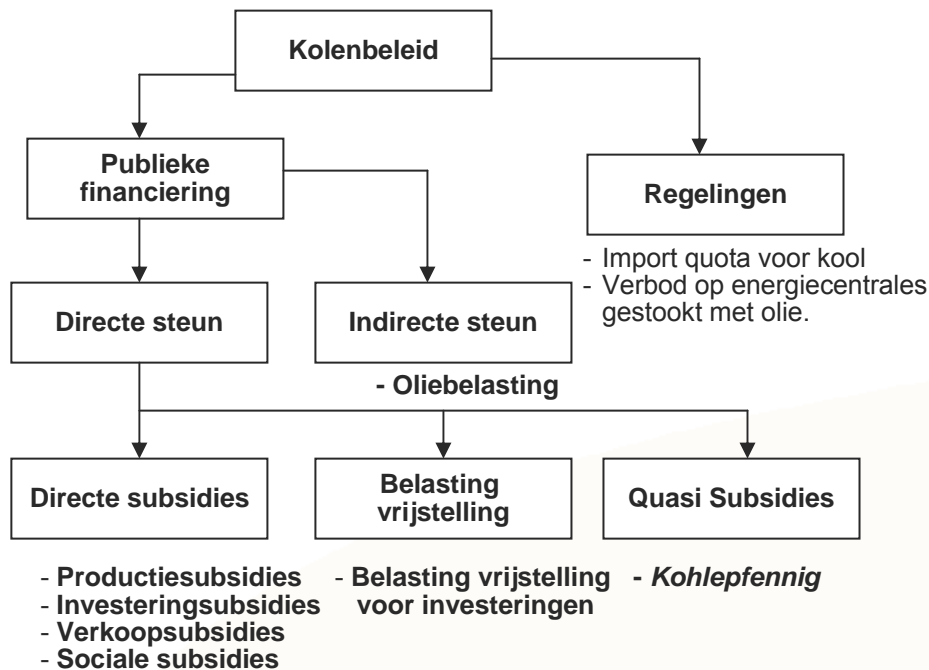 Kolenbeleid
Publieke
financiering
Regelingen
- Import quota voor kool
- Verbod op energiecentrales
gestookt met olie.
Directe steun
Indirecte steun
- Oliebelasting
Directe subsidies
Belasting
vrijstelling
Quasi Subsidies
- Productiesubsidies
- Investeringsubsidies
- Verkoopsubsidies
- Sociale subsidies
- Belasting vrijstelling
voor investeringen
- Kohlepfennig